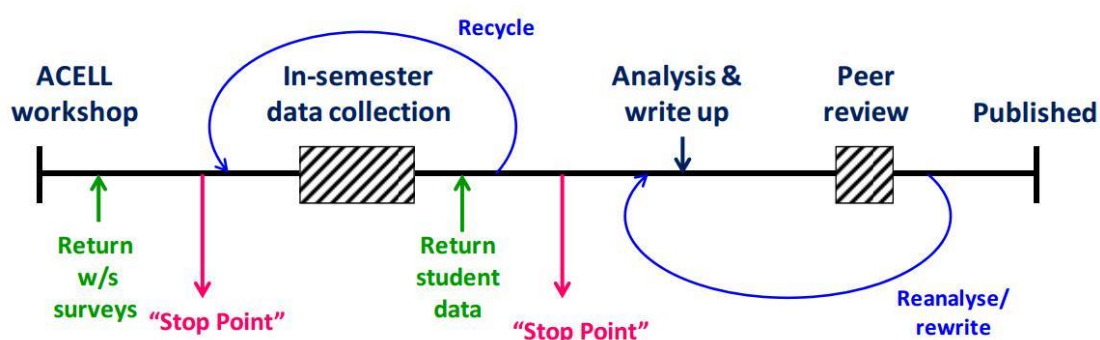 Recycle
ACELL
workshop
In-semester
data collection
Analysis &
write up
Peer
review
Published
Return
w/s
surveys
“Stop Point”
Return
student
data
“Stop Point”
Reanalyse/
rewrite